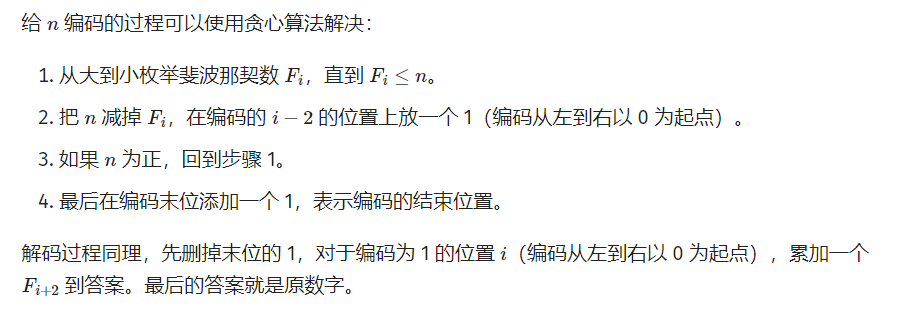 给 n 编码的过程可以使用贪心算法解决：
1. 从大到小枚举斐波那契数 Fᵢ，直到 Fᵢ ≤ n。
2. 把 n 减掉 Fᵢ，在编码的 i − 2 的位置上放一个 1（编码从左到右以 0 为起点）。
3. 如果 n 为正，回到步骤 1。
4. 最后在编码末位添加一个 1，表示编码的结束位置。
解码过程同理，先删掉末位的 1，对于编码为 1 的位置 i（编码从左到右以 0 为起点），累加一个
Fᵢ₊₂ 到答案。最后的答案就是原数字。